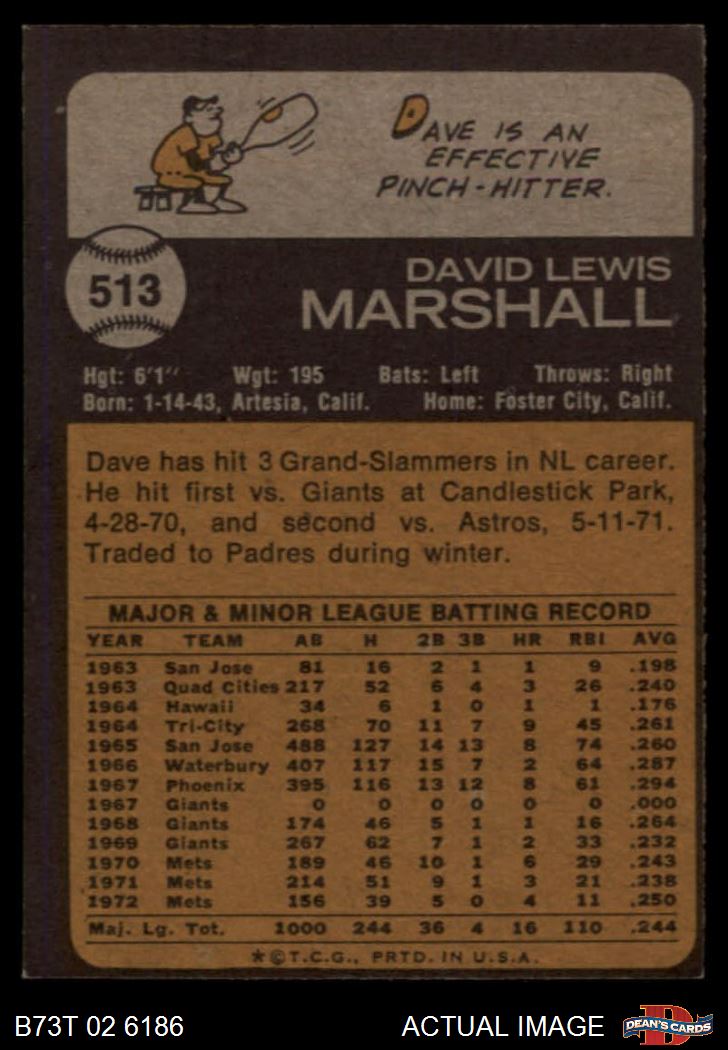 DAVE IS AN
EFFECTIVE
PINCH-HITTER.
513
DAVID LEWIS
MARSHALL
Hgt: 6'1" Wgt: 195 Bats: Left Throws: Right
Born: 1-14-43, Artesia, Calif. Home: Foster City, Calif.
Dave has hit 3 Grand-Slammers in NL career.
He hit first vs. Giants at Candlestick Park,
4-28-70, and second vs. Astros, 5-11-71.
Traded to Padres during winter.
MAJOR & MINOR LEAGUE BATTING RECORD
YEAR TEAM AB H 2B 3B HR RBI AVG
1963 San Jose 81 16 2 1 1 9 .198
1963 Quad Cities 217 52 6 4 3 26 .240
1964 Hawaii 34 6 1 0 1 1 .176
1964 Tri-City 268 70 11 7 9 45 .261
1965 San Jose 488 127 14 13 8 74 .260
1966 Waterbury 407 117 15 7 2 64 .287
1967 Phoenix 395 116 13 12 8 61 .294
1967 Giants 0 0 0 0 0 0 .000
1968 Giants 174 46 5 1 1 16 .264
1969 Giants 267 62 7 1 2 33 .232
1970 Mets 189 46 10 1 6 29 .243
1971 Mets 214 51 9 1 3 21 .238
1972 Mets 156 39 5 0 4 11 .250
Maj. Lg. Tot. 1000 244 36 4 16 110 .244
*©T.C.G., PRTD. IN U.S.A.
B73T 02 6186 ACTUAL IMAGE D DEAN'S CARDS